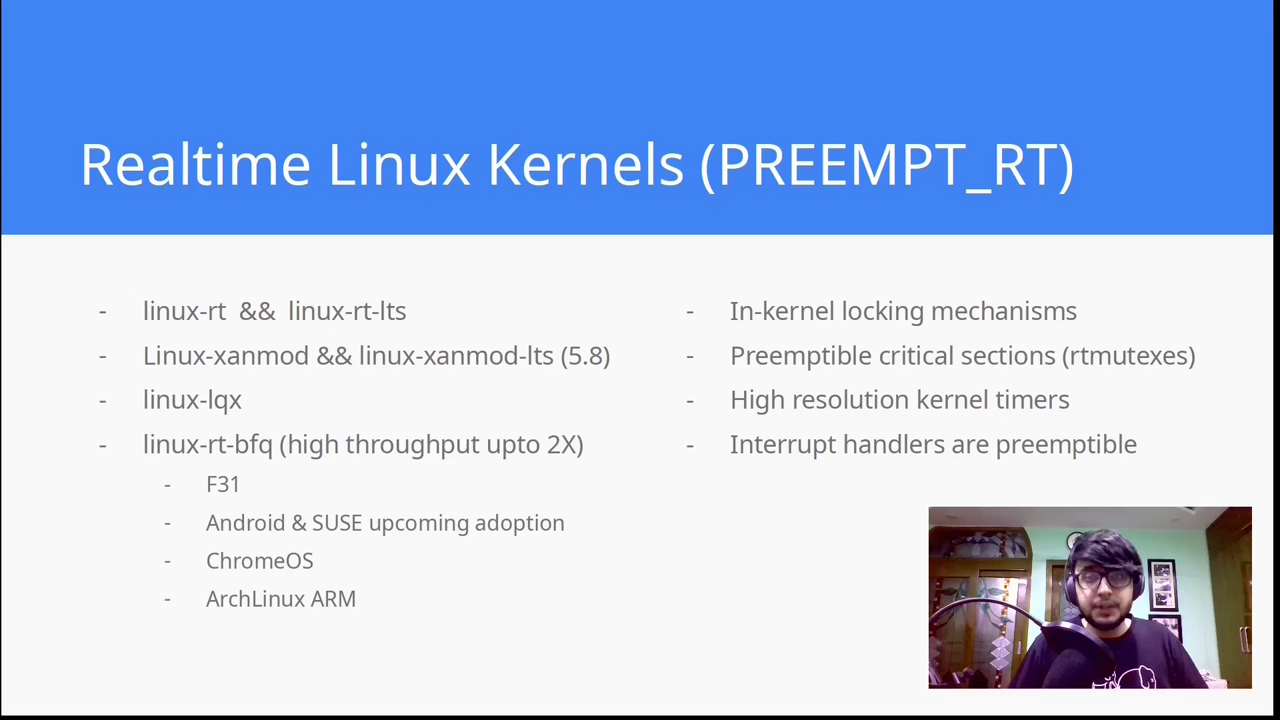 Realtime Linux Kernels (PREEMPT_RT)
- linux-rt && linux-rt-lts
- Linux-xanmod && linux-xanmod-lts (5.8)
- linux-lqx
- linux-rt-bfq (high throughput upto 2X)
- F31
- Android & SUSE upcoming adoption
- ChromeOS
- ArchLinux ARM
- In-kernel locking mechanisms
- Preemptible critical sections (rtmutexes)
- High resolution kernel timers
- Interrupt handlers are preemptible